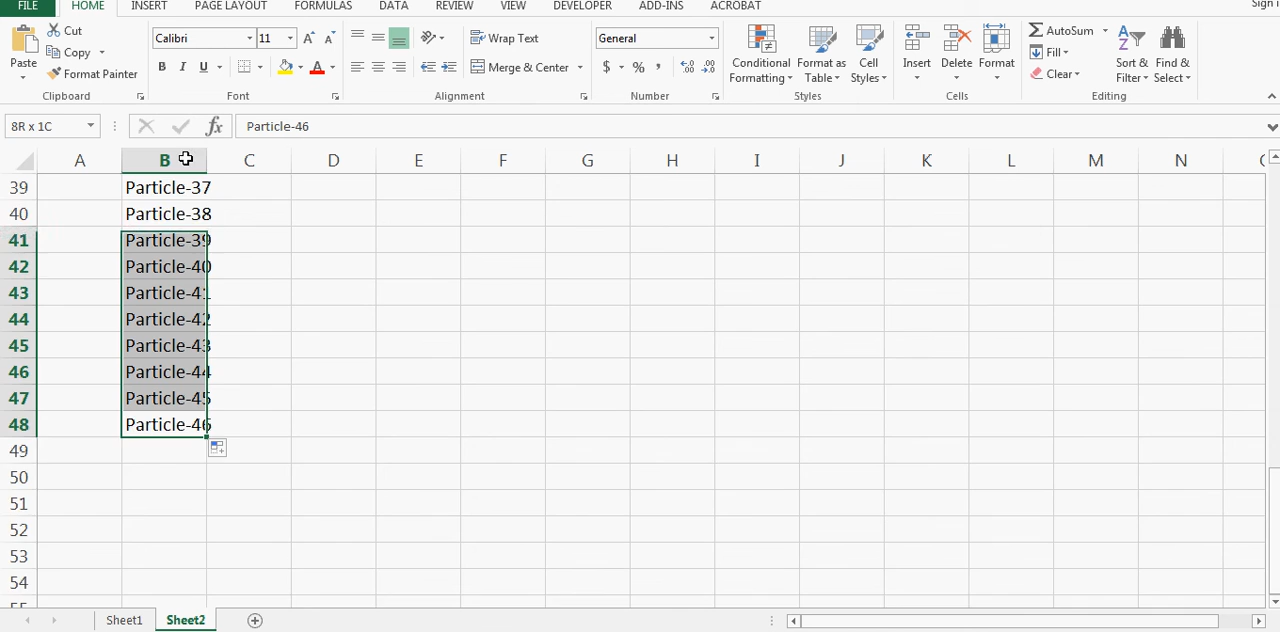 FILE HOME INSERT PAGE LAYOUT FORMULAS DATA REVIEW VIEW DEVELOPER ADD-INS ACROBAT Sign i
Paste Cut Copy Format Painter
Clipboard
Calibri 11 A A
B I U A
Font
Wrap Text
Merge & Center
Alignment
General
$ % ,
Number
Conditional Formatting Format as Table Cell Styles
Styles
Insert Delete Format
Cells
AutoSum
Fill
Clear
Sort & Filter Find & Select
Editing
8R x 1C fx Particle-46
A B C D E F G H I J K L M N
39 Particle-37
40 Particle-38
41 Particle-39
42 Particle-40
43 Particle-41
44 Particle-42
45 Particle-43
46 Particle-44
47 Particle-45
48 Particle-46
49
50
51
52
53
54
Sheet1 Sheet2